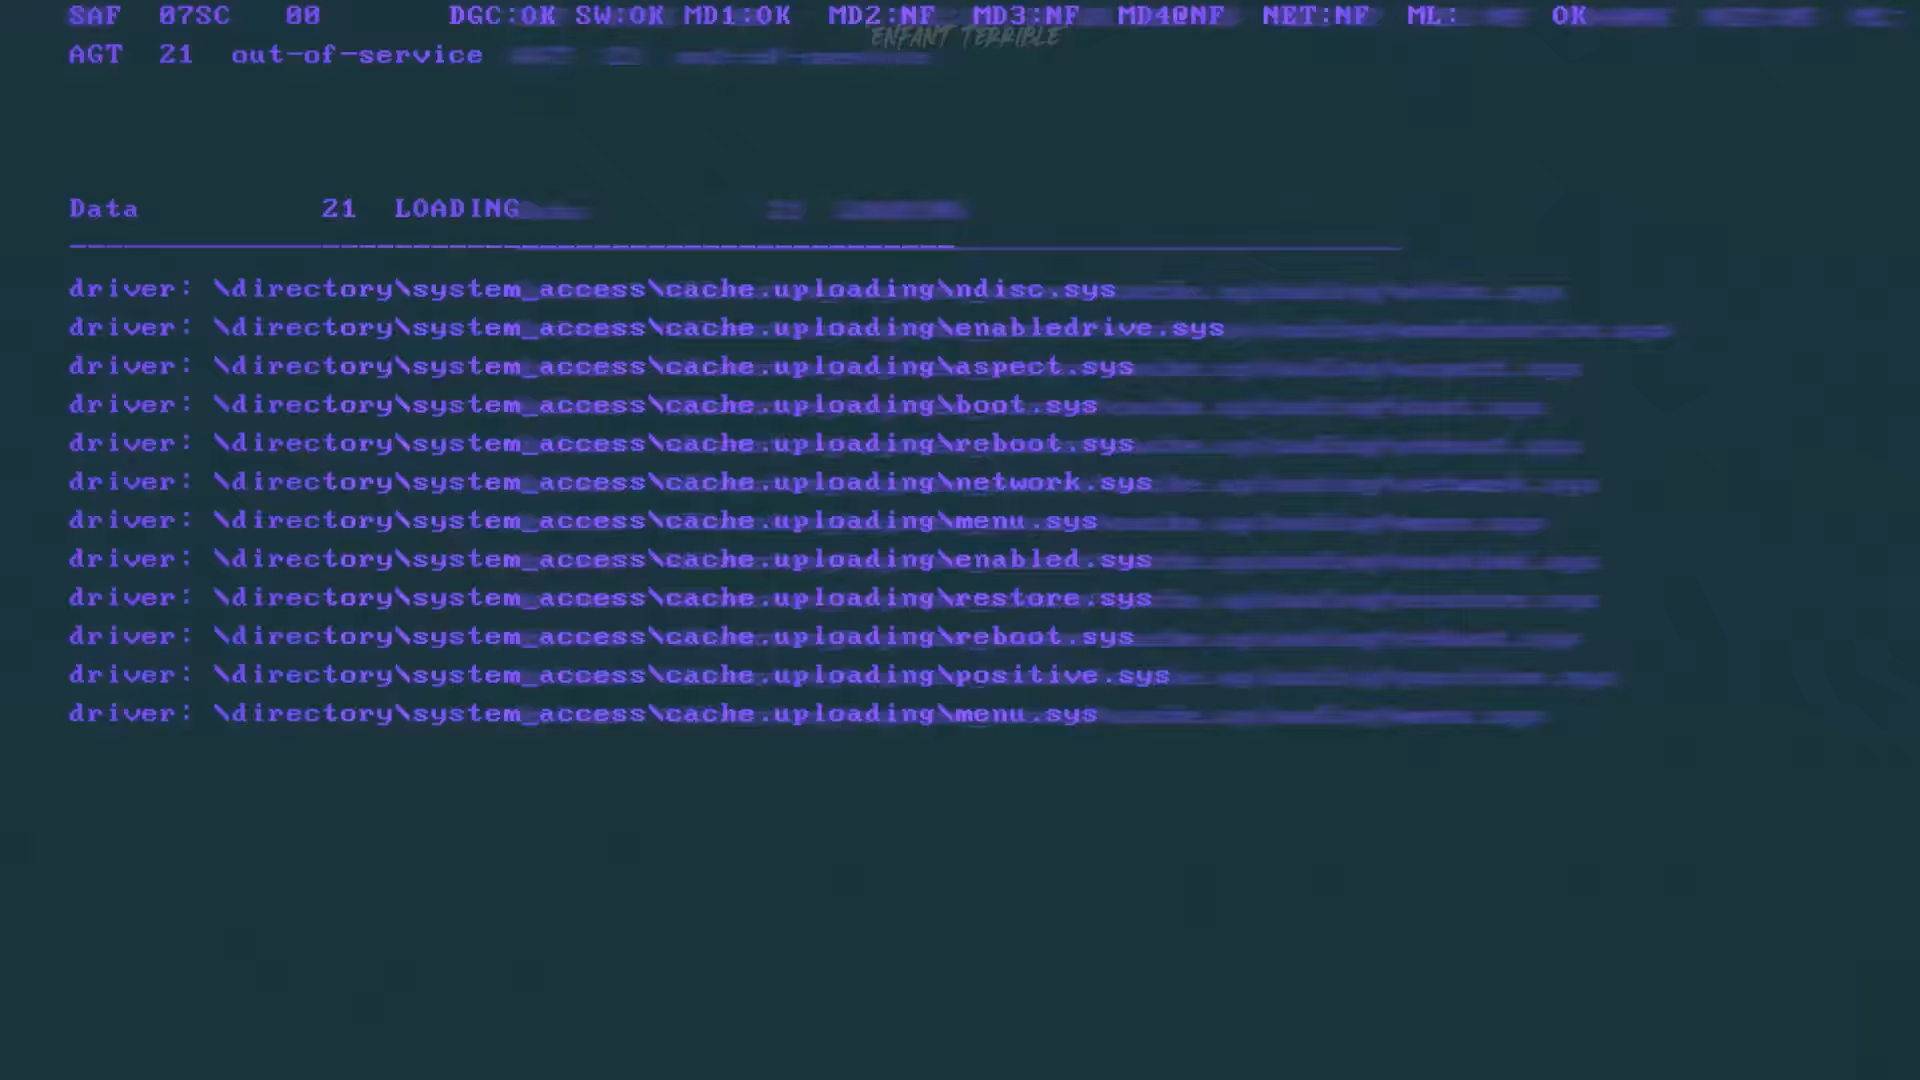 SAF 07SC 00 DGC:OK SW:OK MD1:OK MD2:NF MD3:NF MD4@NF NET:NF ML: OK
ENFANT TERRIBLE
AGT 21 out-of-service
Data 21 LOADING
driver: \directory\system_access\cache.uploading\ndisc.sys
driver: \directory\system_access\cache.uploading\enabledrive.sys
driver: \directory\system_access\cache.uploading\aspect.sys
driver: \directory\system_access\cache.uploading\boot.sys
driver: \directory\system_access\cache.uploading\reboot.sys
driver: \directory\system_access\cache.uploading\network.sys
driver: \directory\system_access\cache.uploading\menu.sys
driver: \directory\system_access\cache.uploading\enabled.sys
driver: \directory\system_access\cache.uploading\restore.sys
driver: \directory\system_access\cache.uploading\reboot.sys
driver: \directory\system_access\cache.uploading\positive.sys
driver: \directory\system_access\cache.uploading\menu.sys